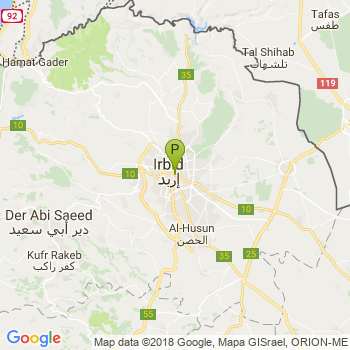 92
Tafas
طفس
Hamat Gader
Tal Shihab
تلشهاب
35
119
10
P
Irbid
إربد
10
Der Abi Saeed
دير أبي سعيد
10
Al-Husun
الحصن
Kufr Rakeb
كفر راكب
35
25
55
Google
Map data ©2018 Google, Mapa GISrael, ORION-ME